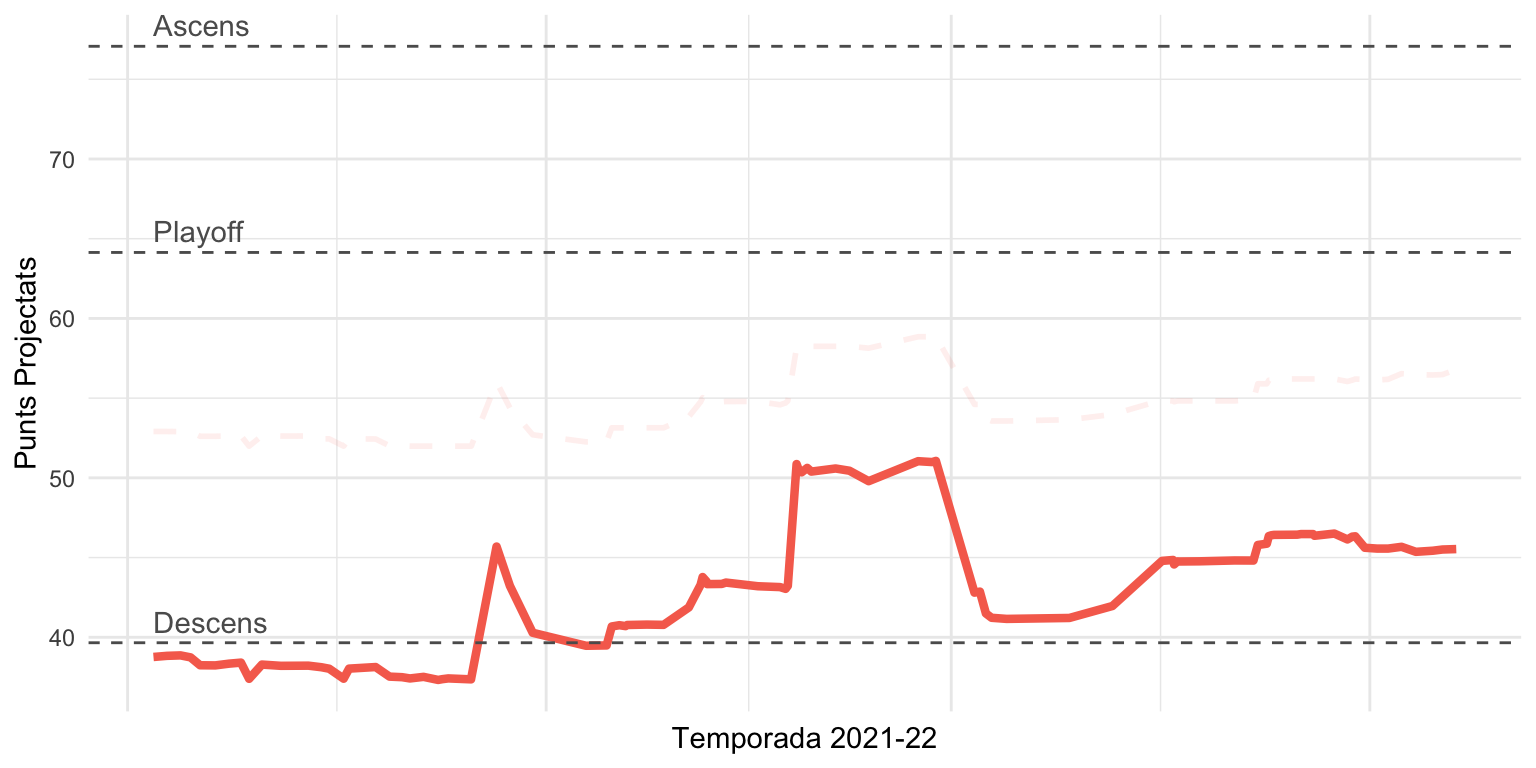 Ascens
70
Playoff
60
Punts Projectats
50
Descens
40
Temporada 2021-22